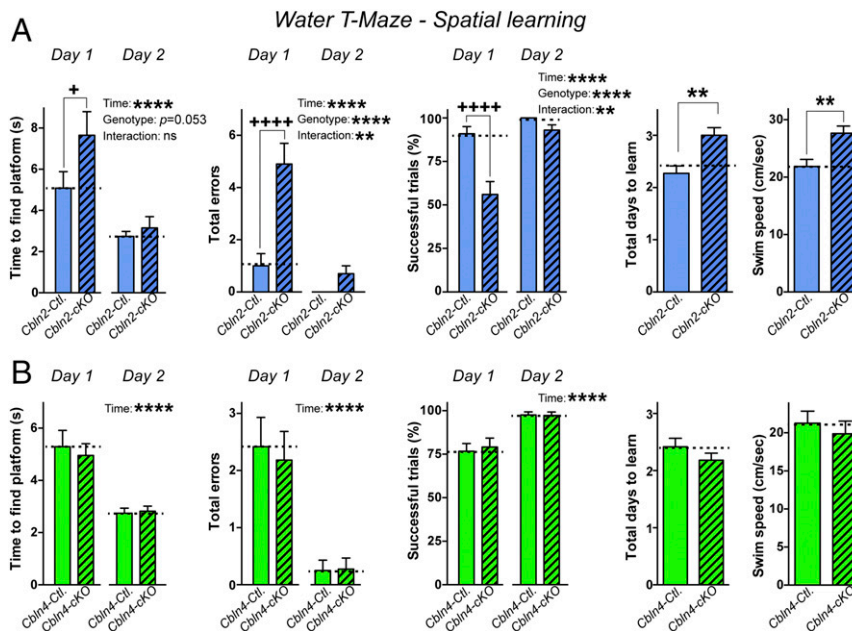 Water T-Maze - Spatial learning
A
Day 1 Day 2
Time to find platform (s)
8
6
4
2
0
+
Time: ****
Genotype: p=0.053
Interaction: ns
Cbln2-Ctl.
Cbln2-cKO
Cbln2-Ctl.
Cbln2-cKO
Total errors
6
4
2
0
++++
Time: ****
Genotype: ****
Interaction: **
Cbln2-Ctl.
Cbln2-cKO
Cbln2-Ctl.
Cbln2-cKO
Day 1 Day 2
Successful trials (%)
100
75
50
25
0
++++
Time: ****
Genotype: ****
Interaction: **
Cbln2-Ctl.
Cbln2-cKO
Cbln2-Ctl.
Cbln2-cKO
Total days to learn
3
2
1
0
**
Cbln2-Ctl.
Cbln2-cKO
Swim speed (cm/sec)
30
20
10
0
**
Cbln2-Ctl.
Cbln2-cKO
B
Day 1 Day 2
Time to find platform (s)
6
4
2
0
Time: ****
Cbln4-Ctl.
Cbln4-cKO
Cbln4-Ctl.
Cbln4-cKO
Day 1 Day 2
Total errors
3
2
1
0
Time: ****
Cbln4-Ctl.
Cbln4-cKO
Cbln4-Ctl.
Cbln4-cKO
Day 1 Day 2
Successful trials (%)
100
75
50
25
0
Time: ****
Cbln4-Ctl.
Cbln4-cKO
Cbln4-Ctl.
Cbln4-cKO
Total days to learn
3
2
1
0
Cbln4-Ctl.
Cbln4-cKO
Swim speed (cm/sec)
20
10
0
Cbln4-Ctl.
Cbln4-cKO